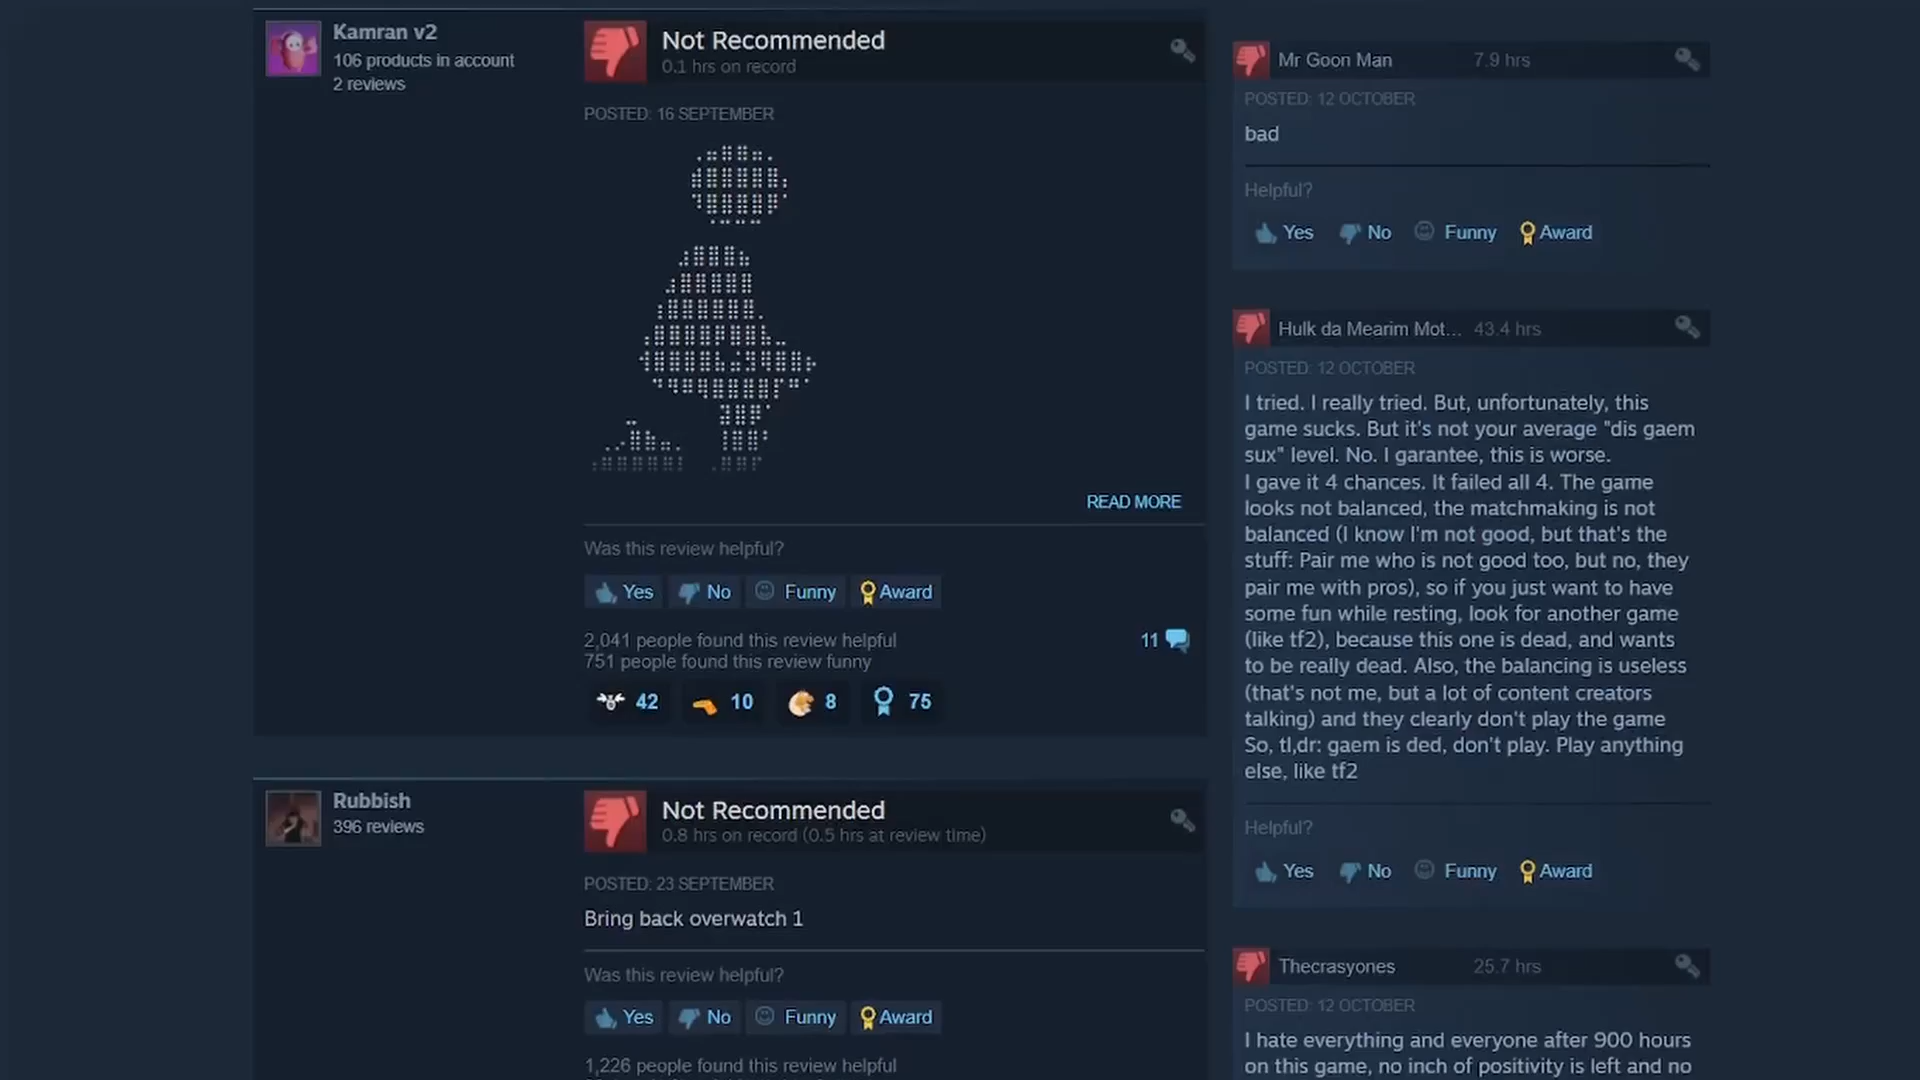 Kamran v2
106 products in account
2 reviews
Not Recommended
0.1 hrs on record
POSTED: 16 SEPTEMBER
READ MORE
Was this review helpful?
Yes
No
Funny
Award
2,041 people found this review helpful
751 people found this review funny
11
42
10
8
75
Rubbish
396 reviews
Not Recommended
0.8 hrs on record (0.5 hrs at review time)
POSTED: 23 SEPTEMBER
Bring back overwatch 1
Was this review helpful?
Yes
No
Funny
Award
1,226 people found this review helpful
Mr Goon Man
7.9 hrs
POSTED: 12 OCTOBER
bad
Helpful?
Yes
No
Funny
Award
Hulk da Mearim Mot...
43.4 hrs
POSTED: 12 OCTOBER
I tried. I really tried. But, unfortunately, this
game sucks. But it's not your average "dis gaem
sux" level. No. I garantee, this is worse.
I gave it 4 chances. It failed all 4. The game
looks not balanced, the matchmaking is not
balanced (I know I'm not good, but that's the
stuff: Pair me who is not good too, but no, they
pair me with pros), so if you just want to have
some fun while resting, look for another game
(like tf2), because this one is dead, and wants
to be really dead. Also, the balancing is useless
(that's not me, but a lot of content creators
talking) and they clearly don't play the game
So, tl,dr: gaem is ded, don't play. Play anything
else, like tf2
Helpful?
Yes
No
Funny
Award
Thecrasyones
25.7 hrs
POSTED: 12 OCTOBER
I hate everything and everyone after 900 hours
on this game, no inch of positivity is left and no